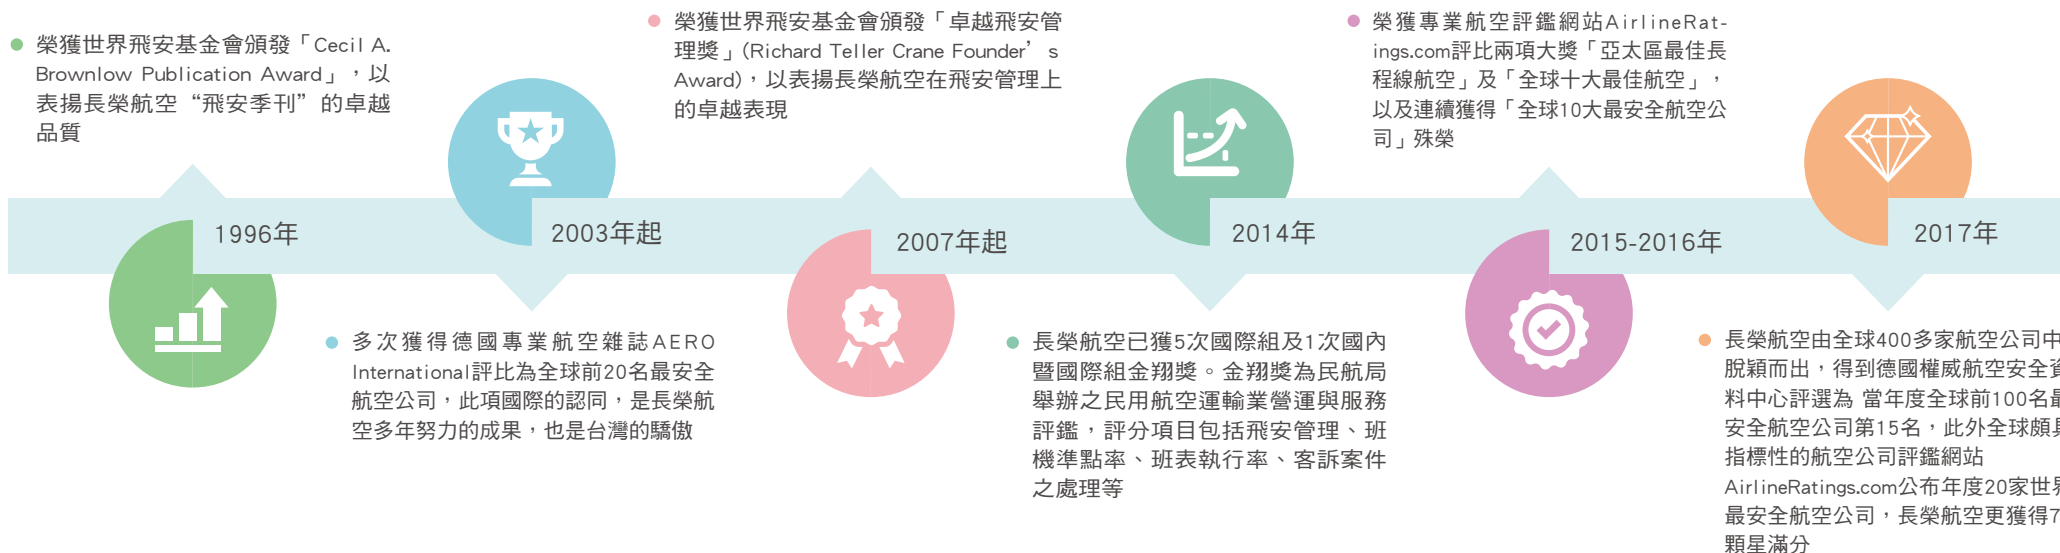 榮獲世界飛安基金會頒發「Cecil A.
Brownlow Publication Award」，以
表揚長榮航空“飛安季刊”的卓越
品質
1996年
2003年起
多次獲得德國專業航空雜誌AERO
International評比為全球前20名最安全
航空公司，此項國際的認同，是長榮航
空多年努力的成果，也是台灣的驕傲
榮獲世界飛安基金會頒發「卓越飛安管
理獎」(Richard Teller Crane Founder’s
Award)，以表揚長榮航空在飛安管理上
的卓越表現
2007年起
2014年
長榮航空已獲5次國際組及1次國內
暨國際組金翔獎。金翔獎為民航局
舉辦之民用航空運輸業營運與服務
評鑑，評分項目包括飛安管理、班
機準點率、班表執行率、客訴案件
之處理等
榮獲專業航空評鑑網站AirlineRat-
ings.com評比兩項大獎「亞太區最佳長
程線航空」及「全球十大最佳航空」，
以及連續獲得「全球10大最安全航空公
司」殊榮
2015-2016年
2017年
長榮航空由全球400多家航空公司中
脫穎而出，得到德國權威航空安全資
料中心評選為 當年度全球前100名最
安全航空公司第15名，此外全球頗具
指標性的航空公司評鑑網站
AirlineRatings.com公布年度20家世界
最安全航空公司，長榮航空更獲得7
顆星滿分